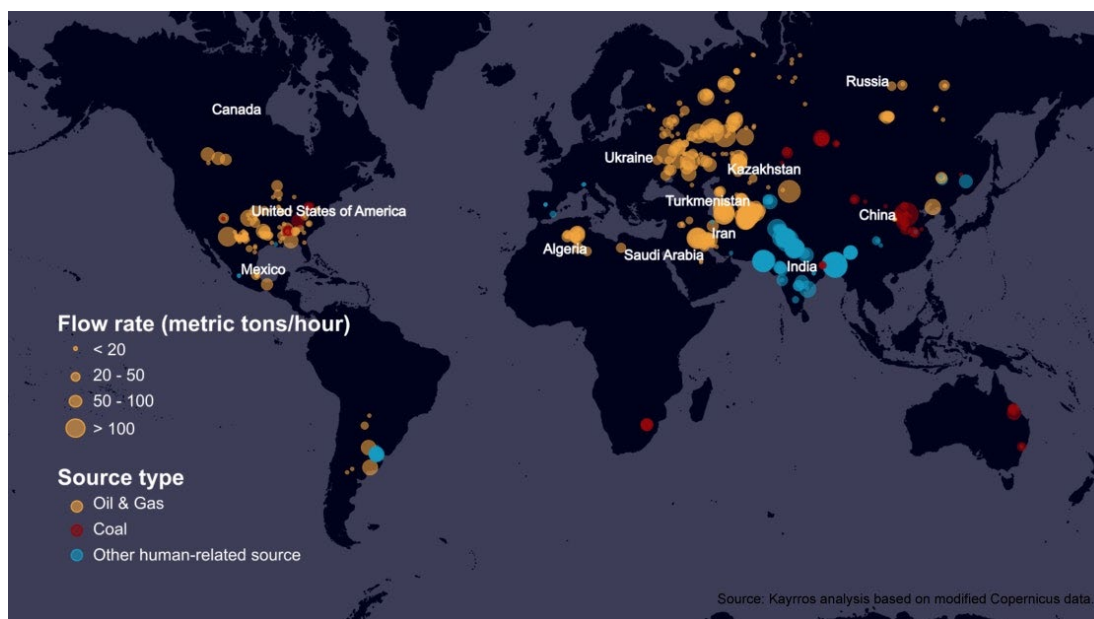 Canada
Russia
Ukraine
Kazakhstan
United States of America
Turkmenistan
China
Algeria
Iran
Saudi Arabia
Mexico
India
Flow rate (metric tons/hour)
< 20
20 - 50
50 - 100
> 100
Source type
Oil & Gas
Coal
Other human-related source
Source: Kayrros analysis based on modified Copernicus data.